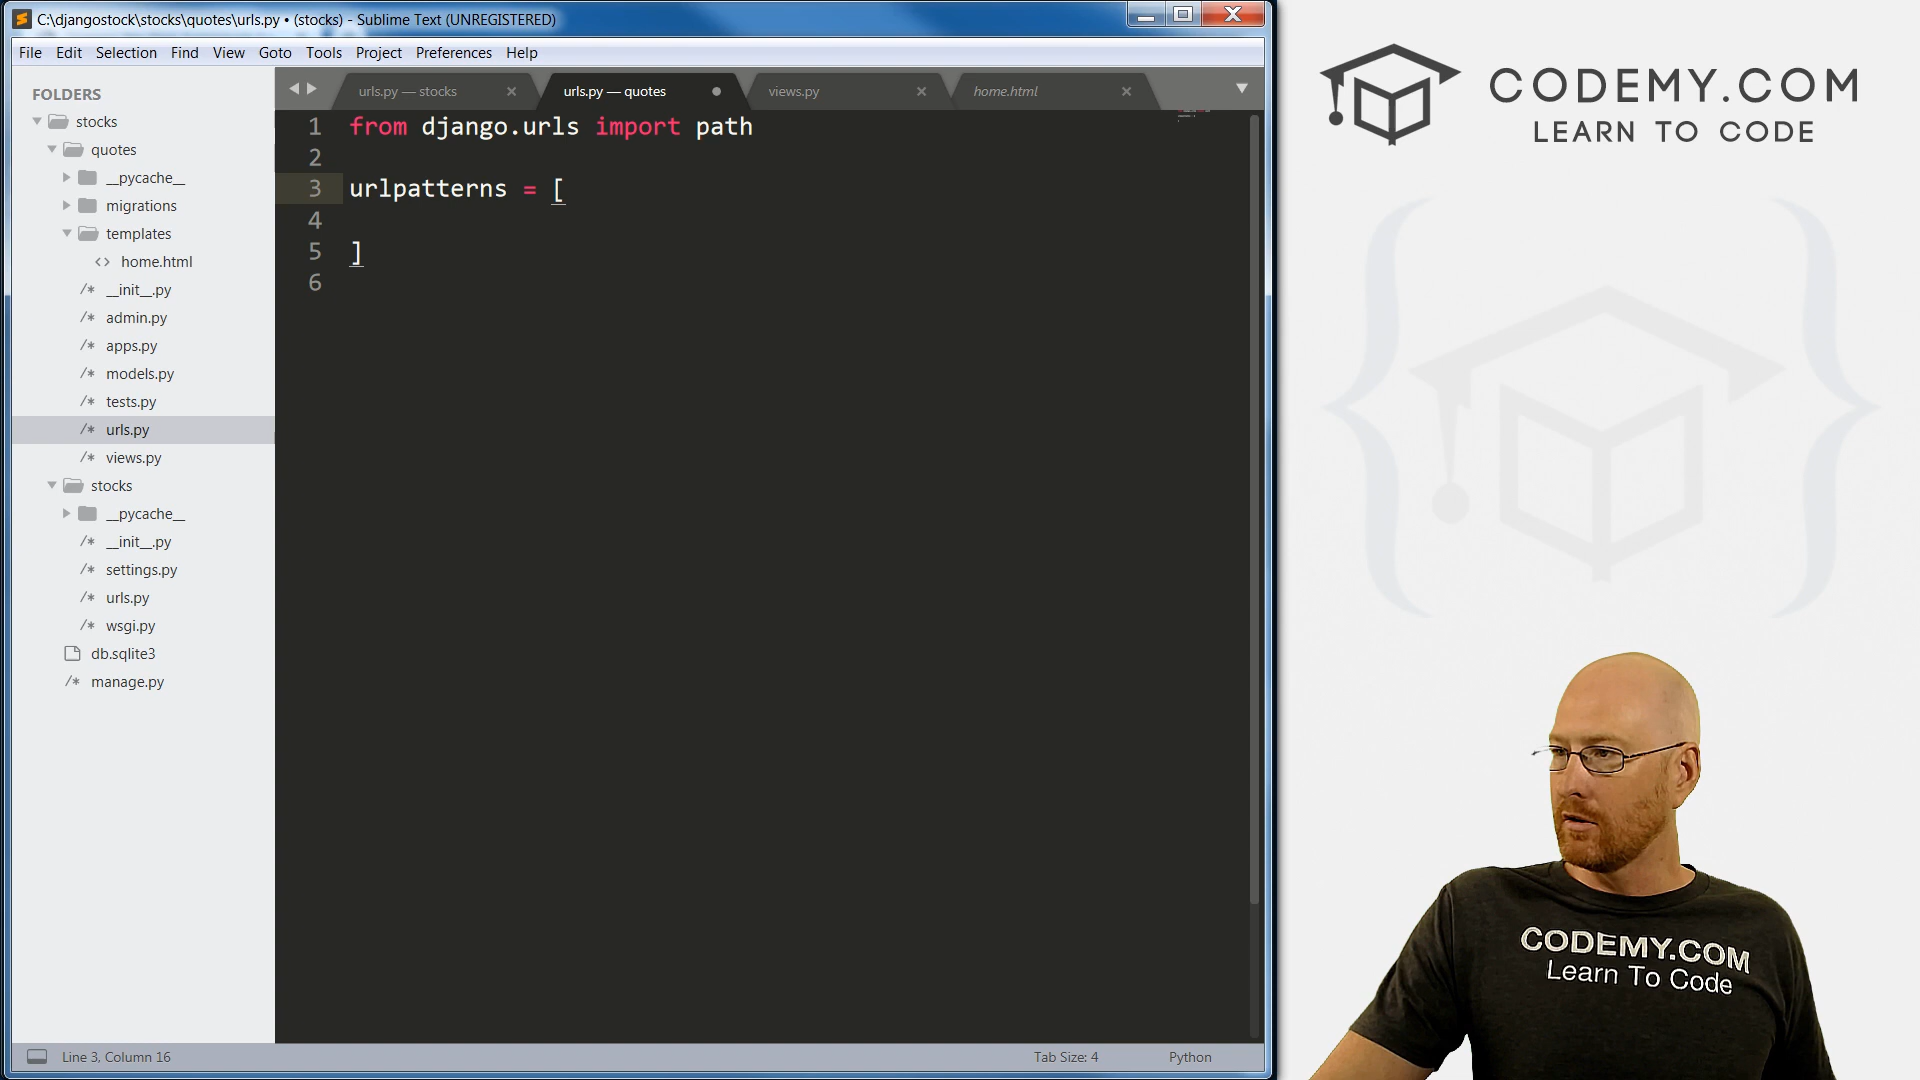 C:\djangostock\stocks\quotes\urls.py • (stocks) - Sublime Text (UNREGISTERED)
File Edit Selection Find View Goto Tools Project Preferences Help
FOLDERS
stocks
quotes
__pycache__
migrations
templates
<> home.html
/* __init__.py
/* admin.py
/* apps.py
/* models.py
/* tests.py
/* urls.py
/* views.py
stocks
__pycache__
/* __init__.py
/* settings.py
/* urls.py
/* wsgi.py
db.sqlite3
/* manage.py
urls.py — stocks urls.py — quotes views.py home.html
1 from django.urls import path
2
3 urlpatterns = [
4
5 ]
6
Line 3, Column 16 Tab Size: 4 Python
CODEMY.COM
LEARN TO CODE
CODEMY.COM
Learn To Code